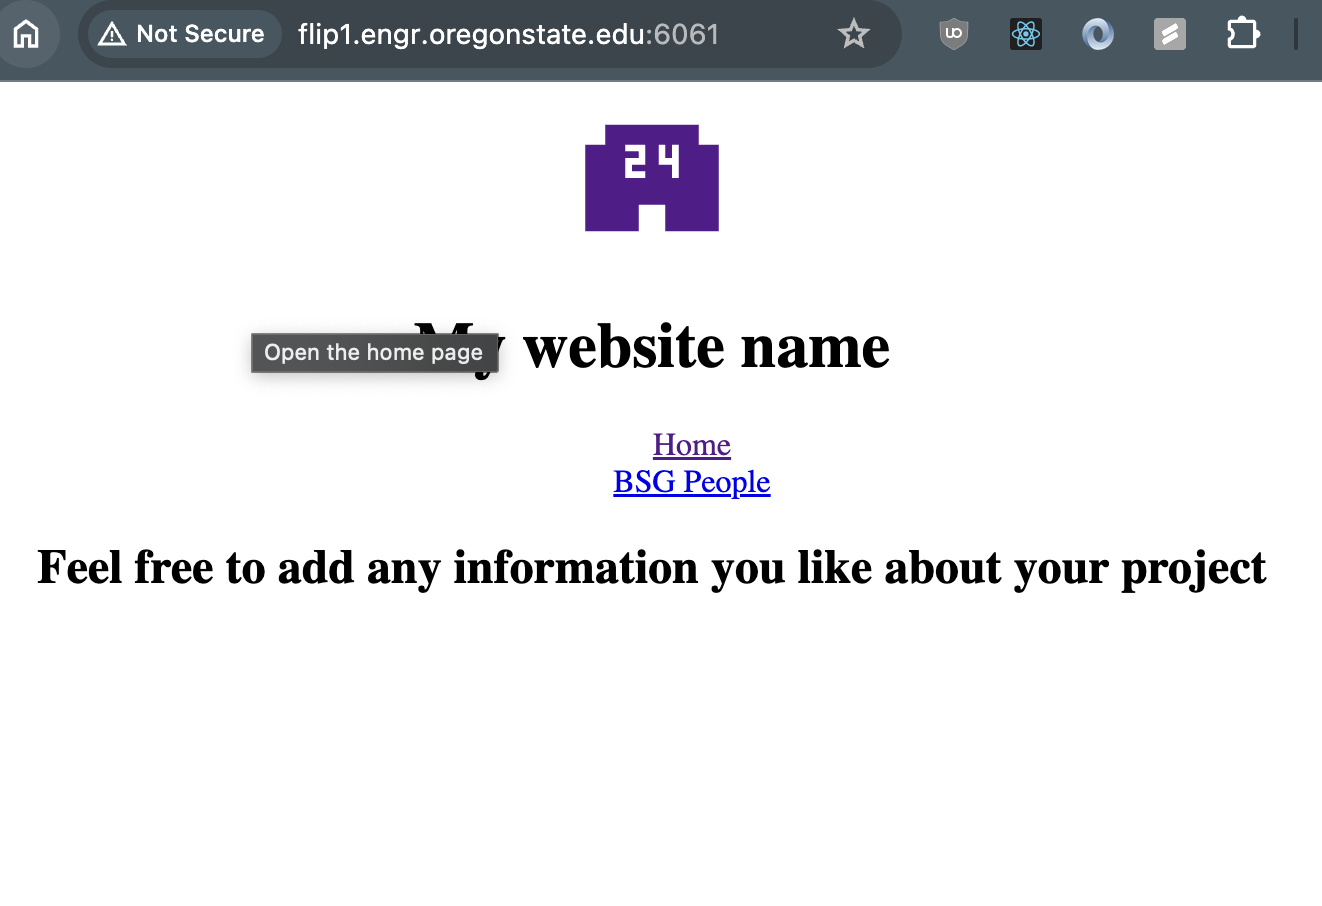 Not Secure flip1.engr.oregonstate.edu:6061
24
My website name
Open the home page
Home
BSG People
Feel free to add any information you like about your project